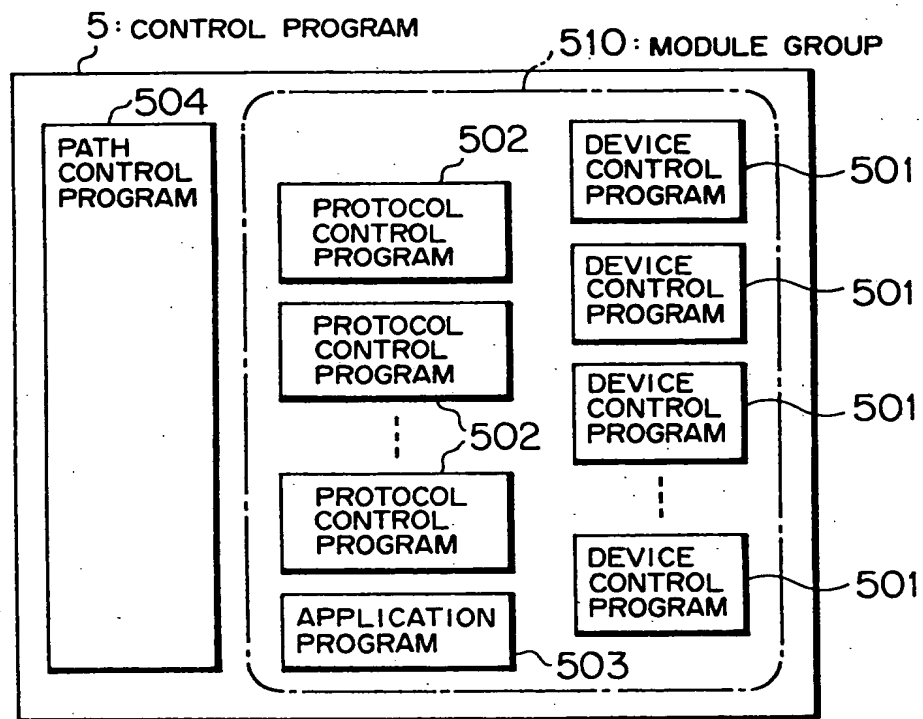 5: CONTROL PROGRAM
510: MODULE GROUP
504
PATH
CONTROL
PROGRAM
502
PROTOCOL
CONTROL
PROGRAM
PROTOCOL
CONTROL
PROGRAM
502
PROTOCOL
CONTROL
PROGRAM
APPLICATION
PROGRAM
503
DEVICE
CONTROL
PROGRAM
501
DEVICE
CONTROL
PROGRAM
501
DEVICE
CONTROL
PROGRAM
501
DEVICE
CONTROL
PROGRAM
501